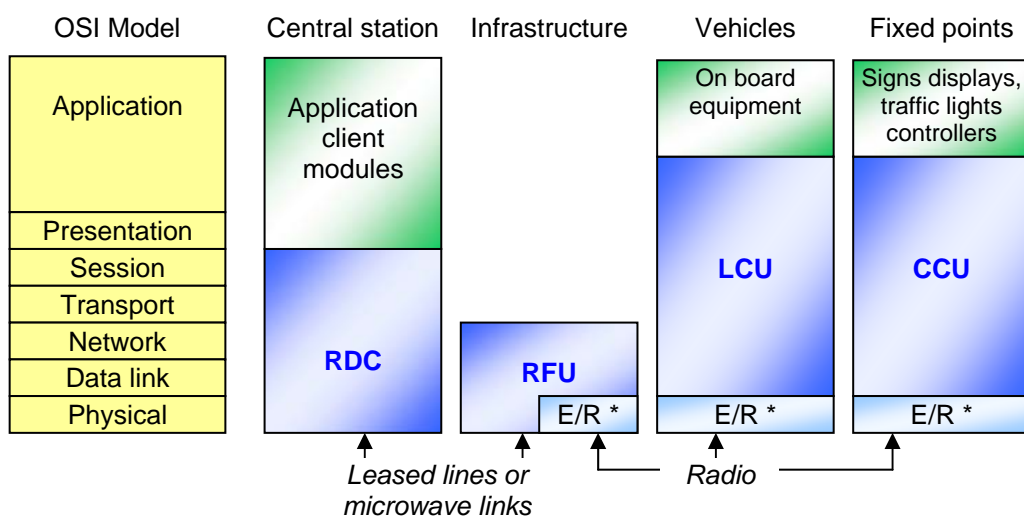 OSI Model
Central station
Infrastructure
Vehicles
Fixed points
Application
Presentation
Session
Transport
Network
Data link
Physical
Application
client
modules
RDC
RFU
E/R *
On board
equipment
LCU
E/R *
Signs displays,
traffic lights
controllers
CCU
E/R *
Leased lines or
microwave links
Radio